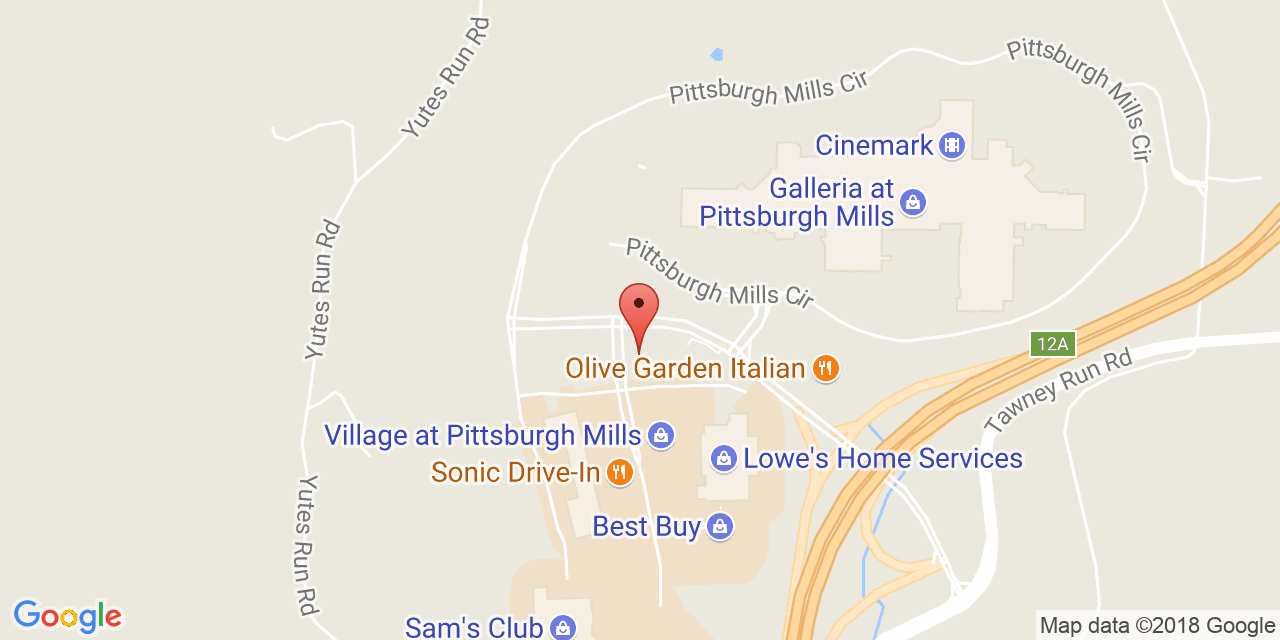 Yutes Run Rd
Pittsburgh Mills Cir
Pittsburgh Mills Cir
Cinemark
Galleria at
Pittsburgh Mills
Yutes Run Rd
Pittsburgh Mills Cir
12A
Olive Garden Italian
Tawney Run Rd
Village at Pittsburgh Mills
Lowe's Home Services
Sonic Drive-In
Yutes Run Rd
Best Buy
Google
Sam's Club
Map data ©2018 Google